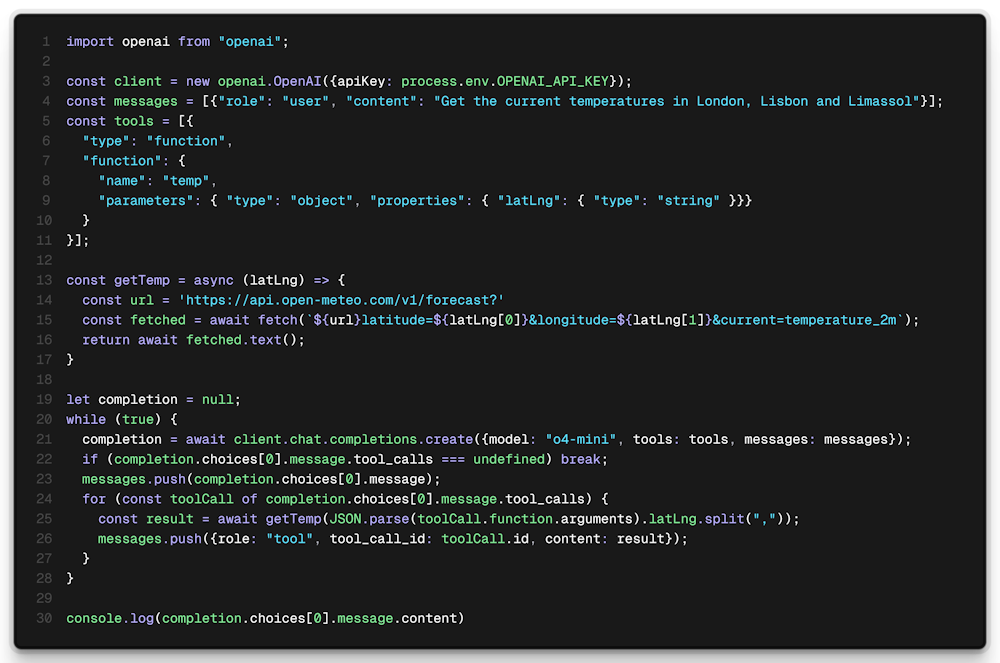 1 import openai from "openai";
2
3 const client = new openai.OpenAI({apiKey: process.env.OPENAI_API_KEY});
4 const messages = [{"role": "user", "content": "Get the current temperatures in London, Lisbon and Limassol"}];
5 const tools = [{
6   "type": "function",
7   "function": {
8     "name": "temp",
9     "parameters": { "type": "object", "properties": { "latLng": { "type": "string" }}}
10   }
11 }];
12
13 const getTemp = async (latLng) => {
14   const url = 'https://api.open-meteo.com/v1/forecast?'
15   const fetched = await fetch(`${url}latitude=${latLng[0]}&longitude=${latLng[1]}&current=temperature_2m`);
16   return await fetched.text();
17 }
18
19 let completion = null;
20 while (true) {
21   completion = await client.chat.completions.create({model: "o4-mini", tools: tools, messages: messages});
22   if (completion.choices[0].message.tool_calls === undefined) break;
23   messages.push(completion.choices[0].message);
24   for (const toolCall of completion.choices[0].message.tool_calls) {
25     const result = await getTemp(JSON.parse(toolCall.function.arguments).latLng.split(","));
26     messages.push({role: "tool", tool_call_id: toolCall.id, content: result});
27   }
28 }
29
30 console.log(completion.choices[0].message.content)